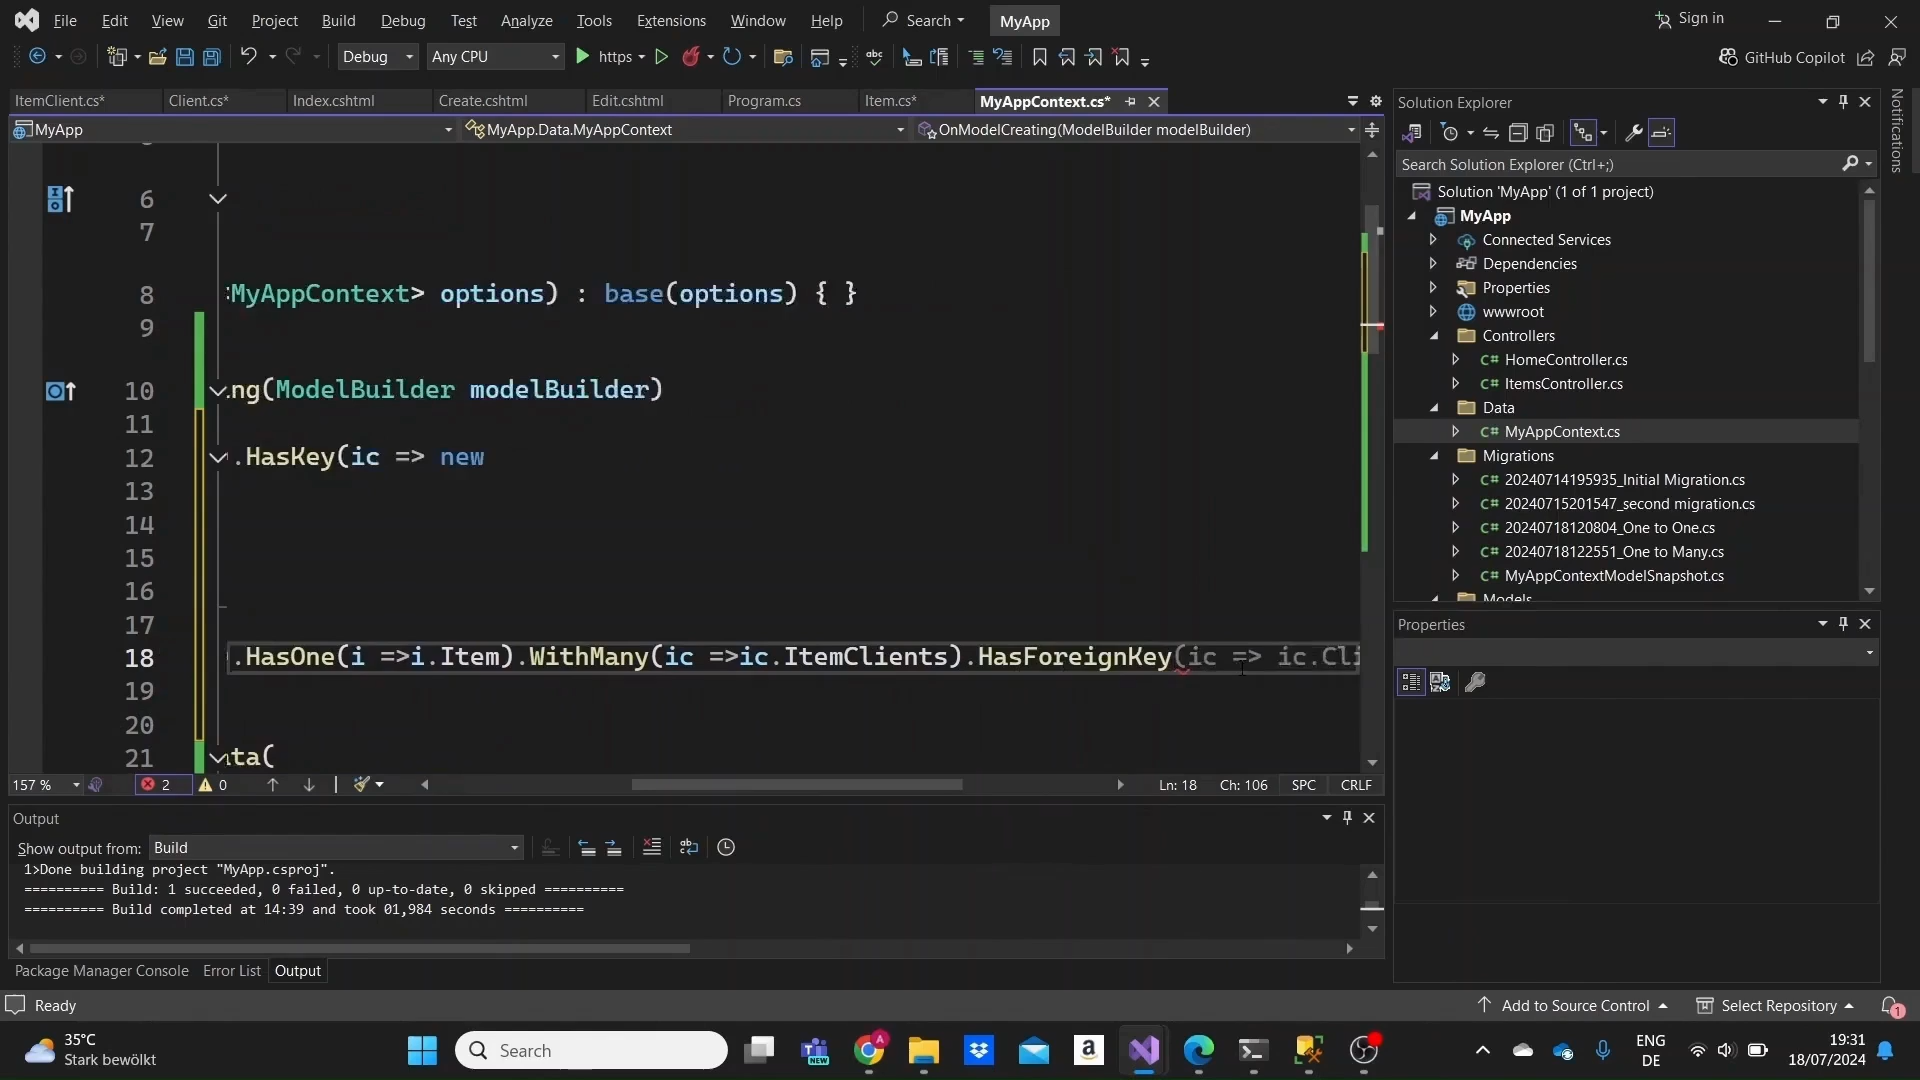 File Edit View Git Project Build Debug Test Analyze Tools Extensions Window Help Search MyApp Sign in
Debug Any CPU https GitHub Copilot
ItemClient.cs* Client.cs* Index.cshtml Create.cshtml Edit.cshtml Program.cs Item.cs* MyAppContext.cs*
MyApp MyApp.Data.MyAppContext OnModelCreating(ModelBuilder modelBuilder)
6
7
8 :MyAppContext> options) : base(options) { }
9
10 .ng(ModelBuilder modelBuilder)
11
12 .HasKey(ic => new
13
14
15
16
17
18 .HasOne(i =>i.Item).WithMany(ic =>ic.ItemClients).HasForeignKey(ic => ic.Cli
19
20
21 ta(
157 % 2 0 Ln: 18 Ch: 106 SPC CRLF
Output
Show output from: Build
1>Done building project "MyApp.csproj".
========== Build: 1 succeeded, 0 failed, 0 up-to-date, 0 skipped ==========
========== Build completed at 14:39 and took 01,984 seconds ==========
Package Manager Console Error List Output
Solution Explorer
Search Solution Explorer (Ctrl+;)
Solution 'MyApp' (1 of 1 project)
MyApp
Connected Services
Dependencies
Properties
wwwroot
Controllers
C# HomeController.cs
C# ItemsController.cs
Data
C# MyAppContext.cs
Migrations
C# 20240714195935_Initial Migration.cs
C# 20240715201547_second migration.cs
C# 20240718120804_One to One.cs
C# 20240718122551_One to Many.cs
C# MyAppContextModelSnapshot.cs
Models
Properties
Notifications
Ready Add to Source Control Select Repository 1
35°C
Stark bewölkt
Search
ENG
DE
19:31
18/07/2024